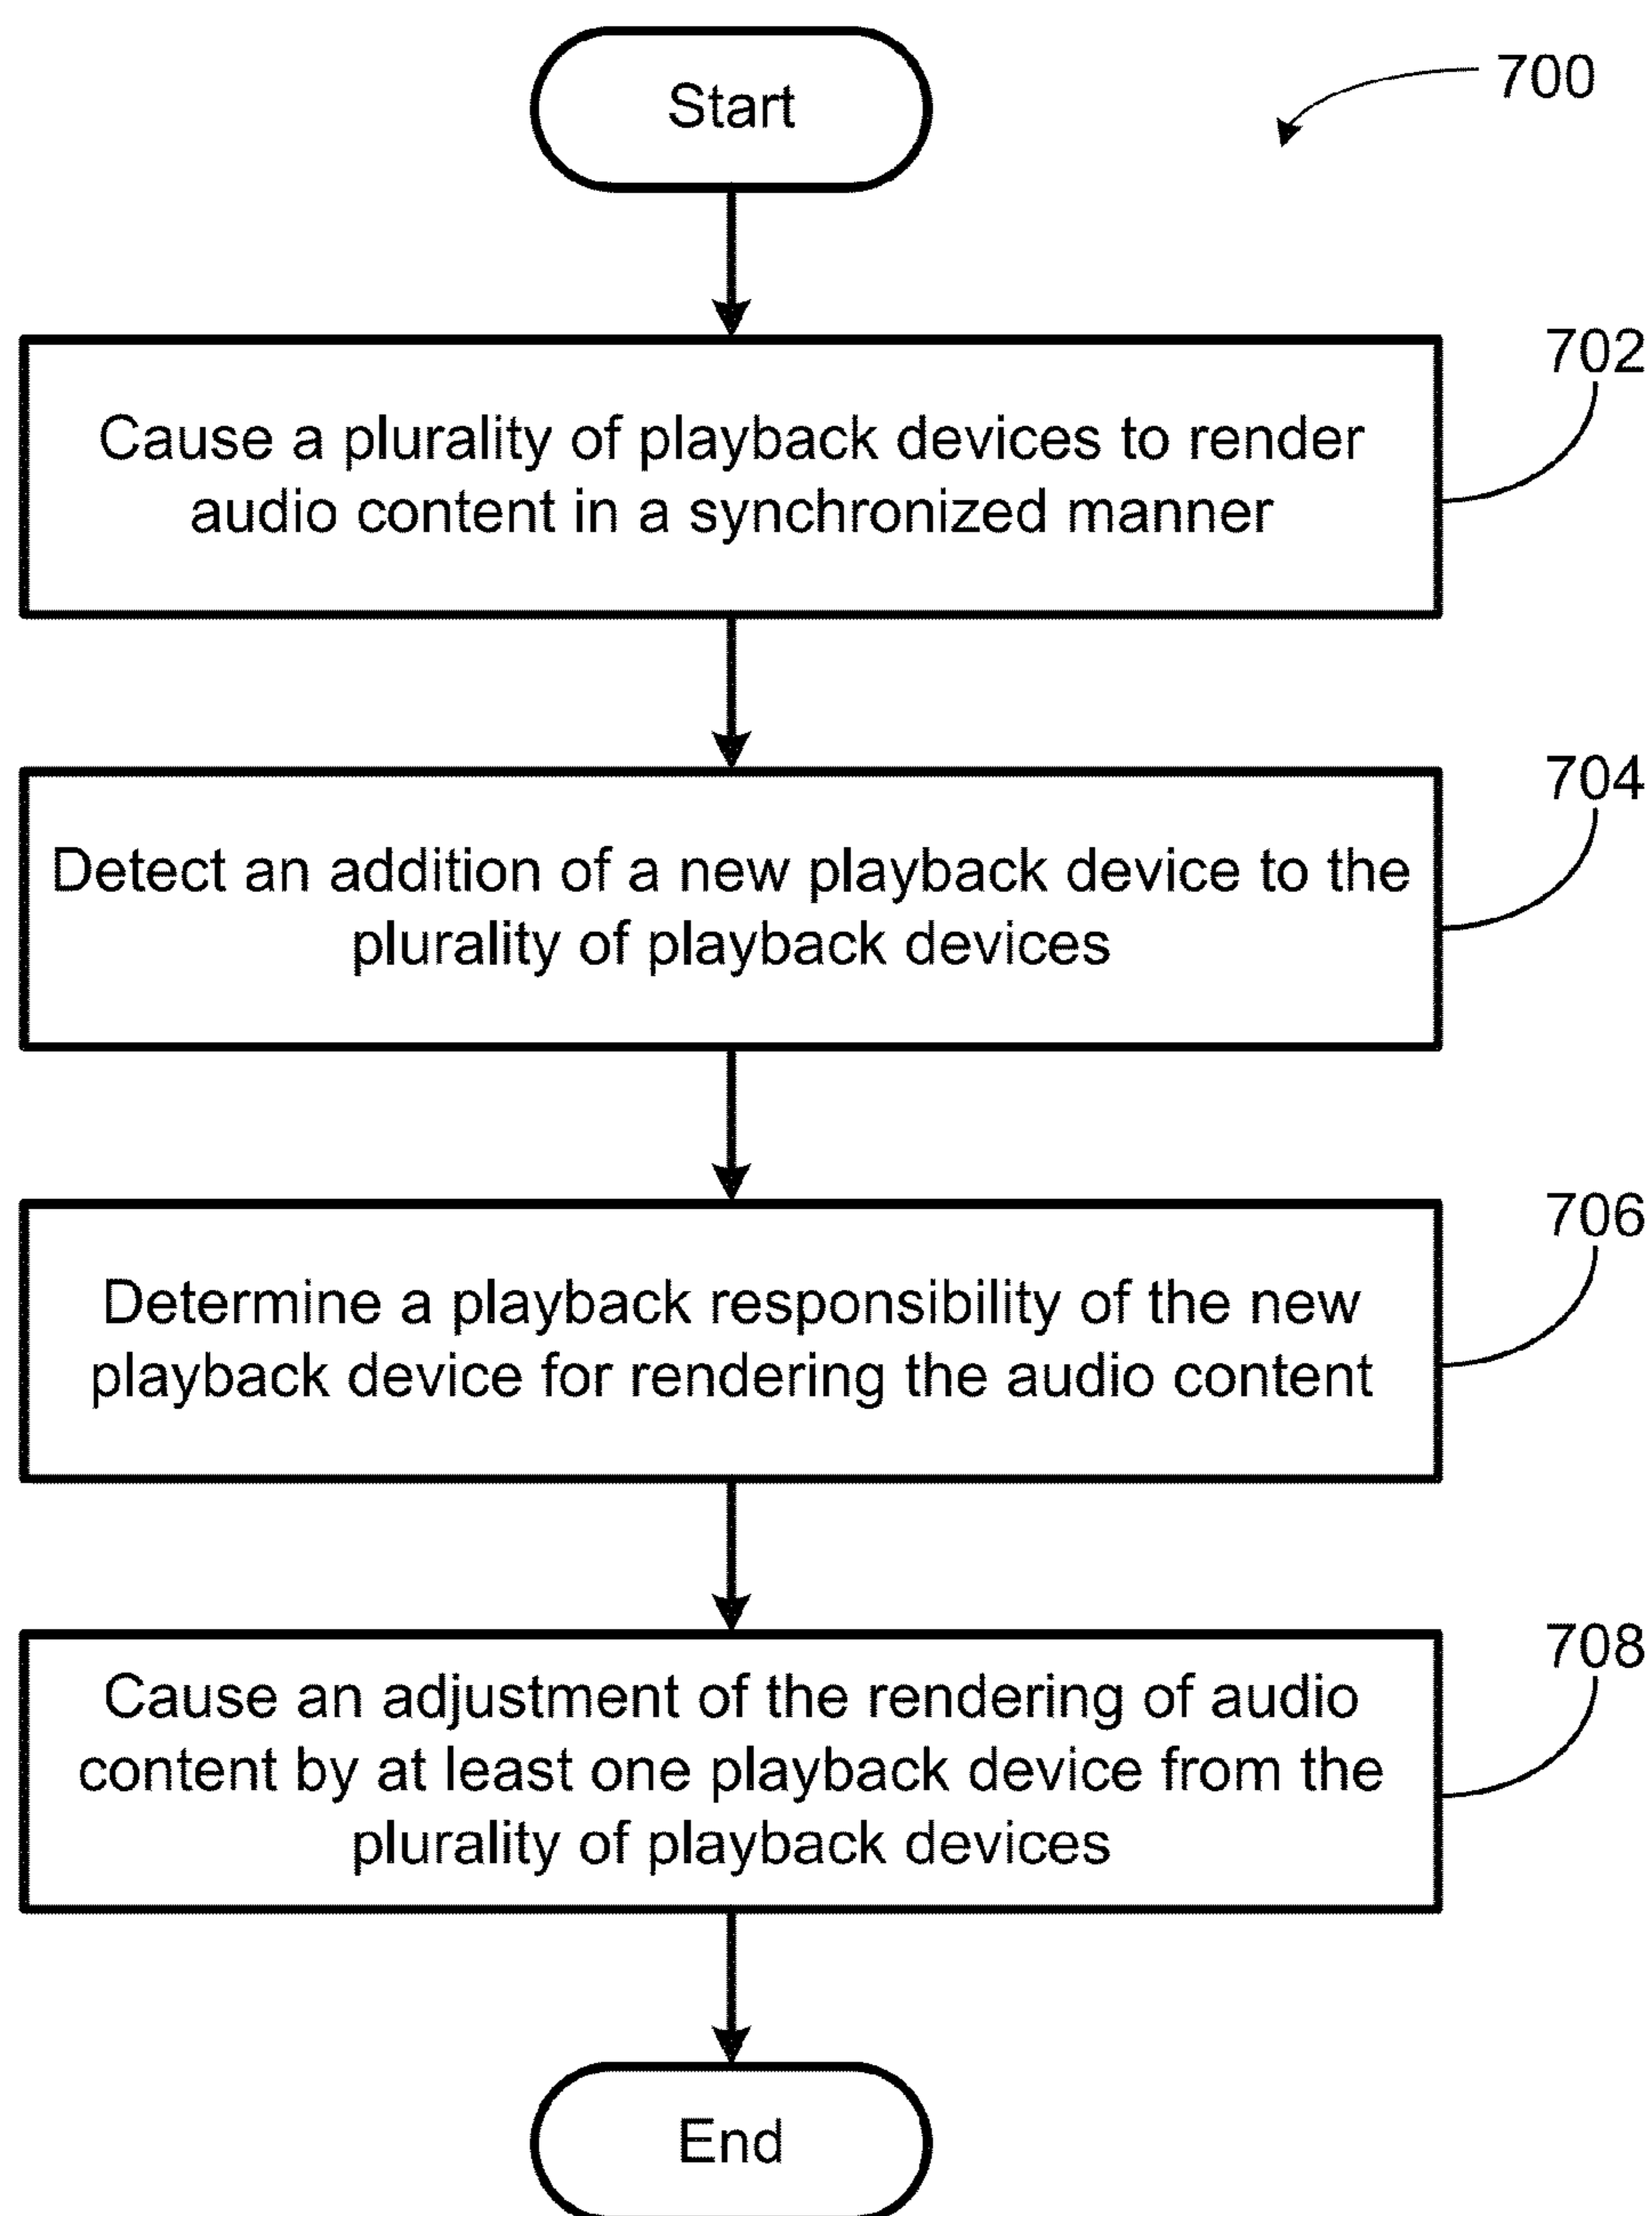 Start
700
702
Cause a plurality of playback devices to render
audio content in a synchronized manner
704
Detect an addition of a new playback device to the
plurality of playback devices
706
Determine a playback responsibility of the new
playback device for rendering the audio content
708
Cause an adjustment of the rendering of audio
content by at least one playback device from the
plurality of playback devices
End